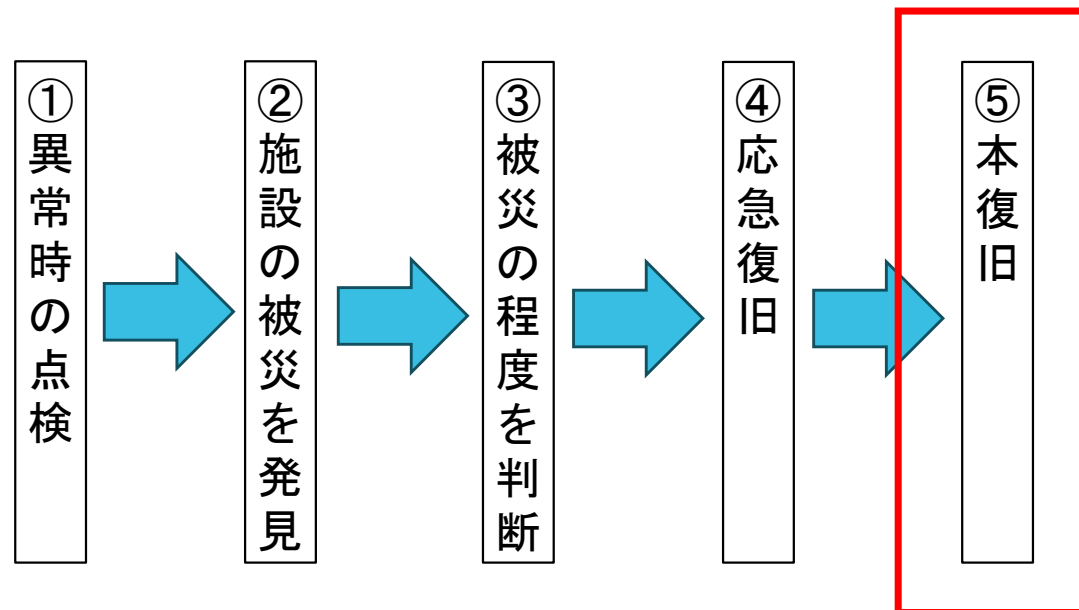 ①異常時の点検
②施設の被災を発見
③被災の程度を判断
④応急復旧
⑤本復旧